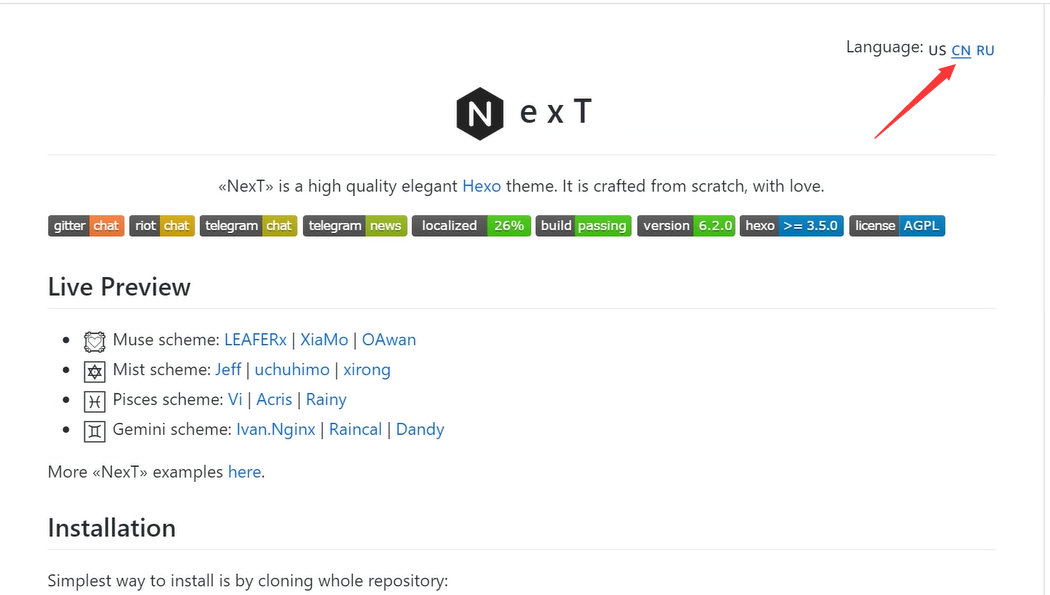 Language: US CN RU
N e x T
«NexT» is a high quality elegant Hexo theme. It is crafted from scratch, with love.
gitter chat riot chat telegram chat telegram news localized 26% build passing version 6.2.0 hexo >= 3.5.0 license AGPL
Live Preview
Muse scheme: LEAFERx | XiaMo | OAwan
Mist scheme: Jeff | uchuhimo | xirong
Pisces scheme: Vi | Acris | Rainy
Gemini scheme: Ivan.Nginx | Raincal | Dandy
More «NexT» examples here.
Installation
Simplest way to install is by cloning whole repository: